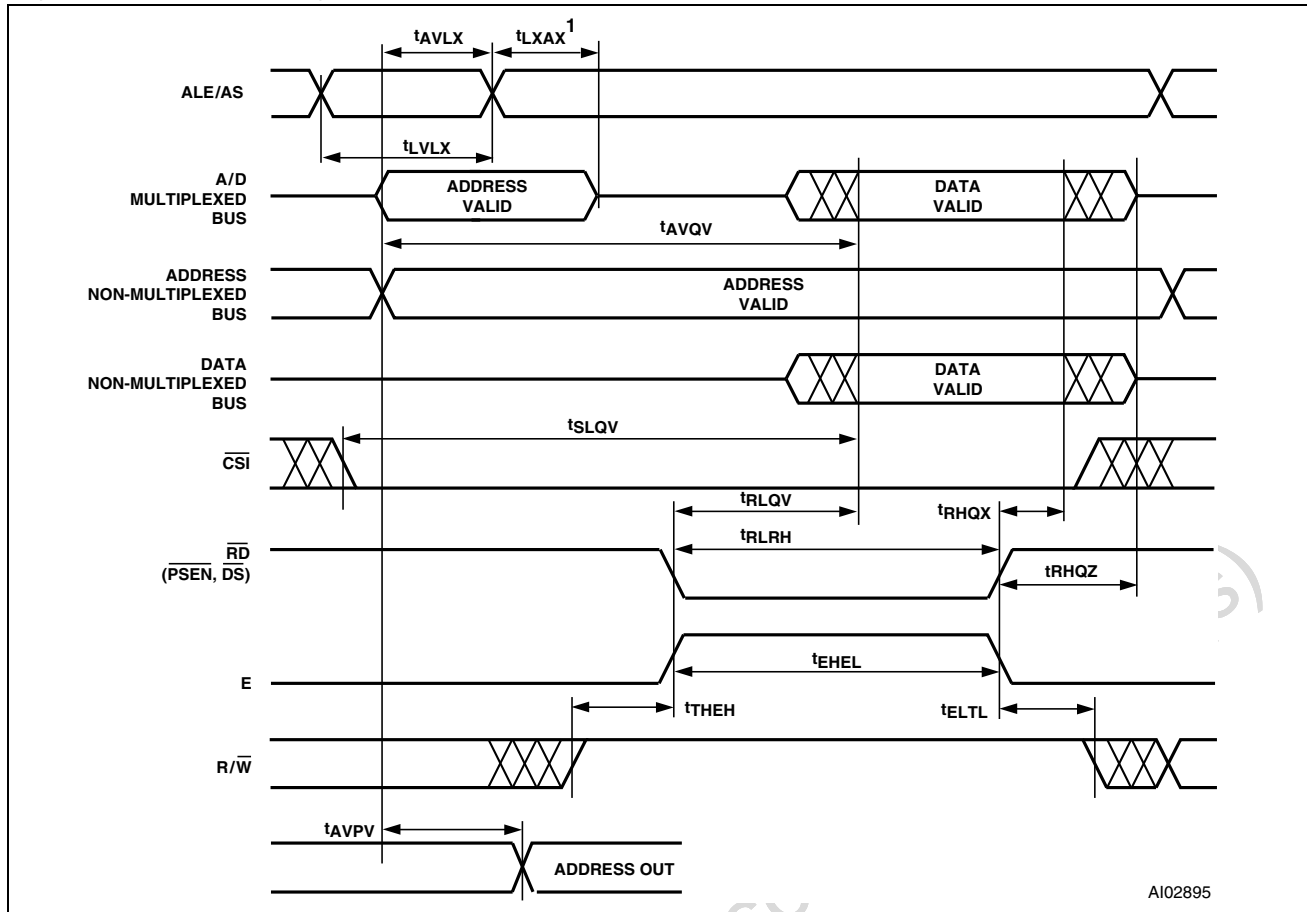 tAVLX
tLXAX1
ALE/AS
tLVLX
A/D
MULTIPLEXED
BUS
ADDRESS
VALID
DATA
VALID
tAVQV
ADDRESS
NON-MULTIPLEXED
BUS
ADDRESS
VALID
DATA
NON-MULTIPLEXED
BUS
DATA
VALID
tSLQV
CSI
tRLQV
tRHQX
tRLRH
RD
(PSEN, DS)
tRHQZ
tEHEL
E
tTHEH
tELTL
R/W
tAVPV
ADDRESS OUT
AI02895